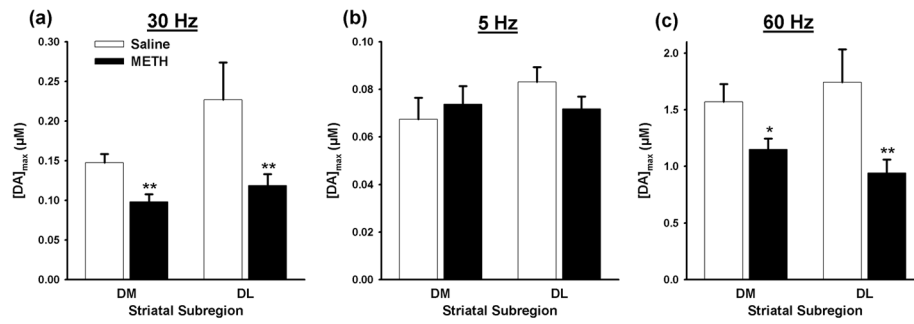 (a)
30 Hz
[DA]max (µM)
0.30
0.25
0.20
0.15
0.10
0.05
0.00
Saline
METH
**
**
DM
DL
Striatal Subregion
(b)
5 Hz
[DA]max (µM)
0.10
0.08
0.06
0.04
0.02
0.00
DM
DL
Striatal Subregion
(c)
60 Hz
[DA]max (µM)
2.0
1.5
1.0
0.5
0.0
*
**
DM
DL
Striatal Subregion